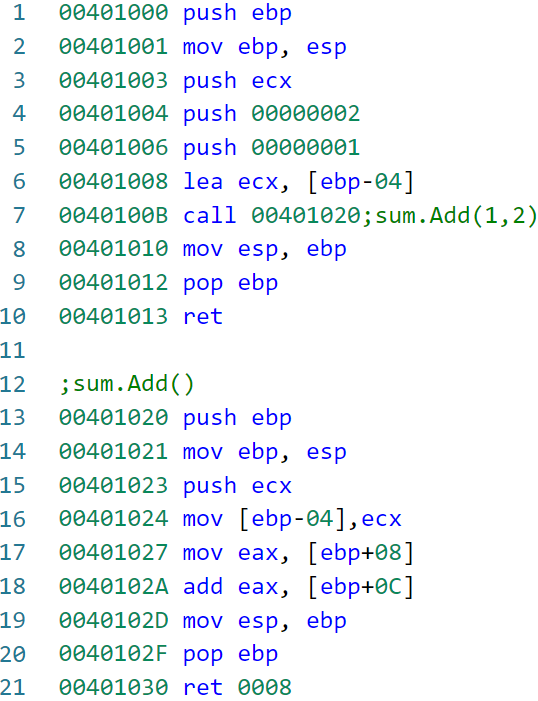 1 00401000 push ebp
2 00401001 mov ebp, esp
3 00401003 push ecx
4 00401004 push 00000002
5 00401006 push 00000001
6 00401008 lea ecx, [ebp-04]
7 0040100B call 00401020;sum.Add(1,2)
8 00401010 mov esp, ebp
9 00401012 pop ebp
10 00401013 ret
11
12 ;sum.Add()
13 00401020 push ebp
14 00401021 mov ebp, esp
15 00401023 push ecx
16 00401024 mov [ebp-04],ecx
17 00401027 mov eax, [ebp+08]
18 0040102A add eax, [ebp+0C]
19 0040102D mov esp, ebp
20 0040102F pop ebp
21 00401030 ret 0008